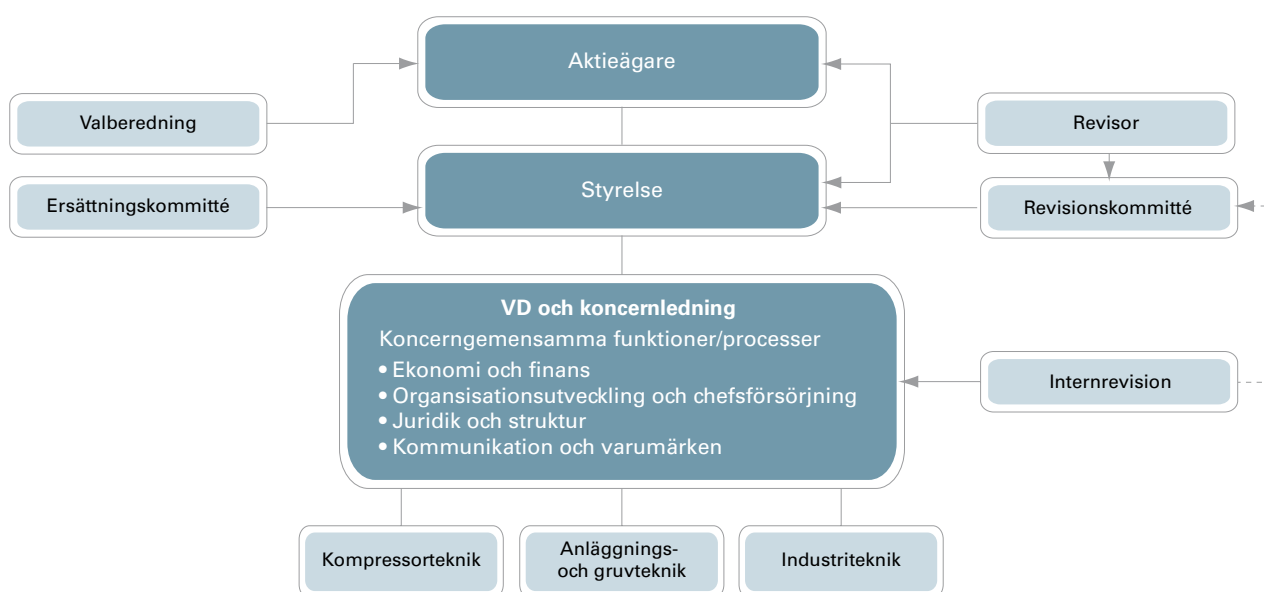 Aktieägare
Valberedning
Revisor
Styrelse
Ersättningskommitté
Revisionskommitté
VD och koncernledning
Koncerngemensamma funktioner/processer
• Ekonomi och finans
• Organsisationsutveckling och chefsförsörjning
• Juridik och struktur
• Kommunikation och varumärken
Internrevision
Kompressorteknik
Anläggnings-
och gruvteknik
Industriteknik